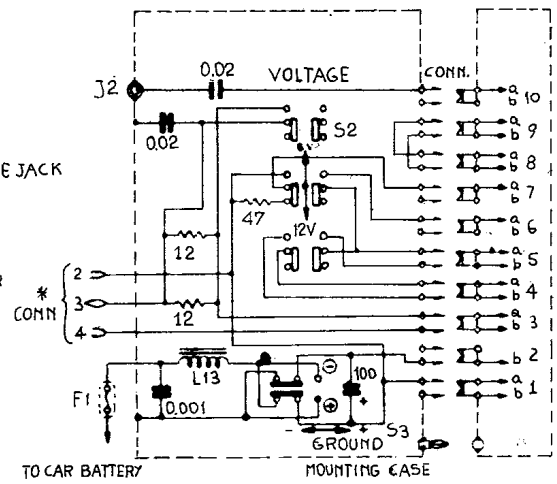 J2
0.02
VOLTAGE
CONN.
a
b 10
0.02
S2
a
b 9
E JACK
a
b 8
47
a
b 7
12V
6
12
a
b 5
2
a
b 4
* CONN
3
12
a
b 3
4
L13
100
b 2
F1
0.001
+
a
b 1
- +
S3
GROUND
TO CAR BATTERY
MOUNTING CASE